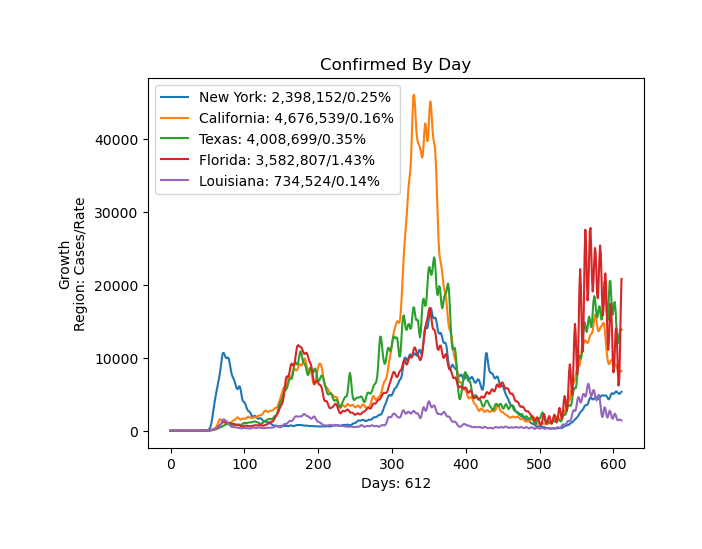 Confirmed By Day
New York: 2,398,152/0.25%
California: 4,676,539/0.16%
Texas: 4,008,699/0.35%
Florida: 3,582,807/1.43%
Louisiana: 734,524/0.14%
Growth
Region: Cases/Rate
40000
30000
20000
10000
0
0 100 200 300 400 500 600
Days: 612